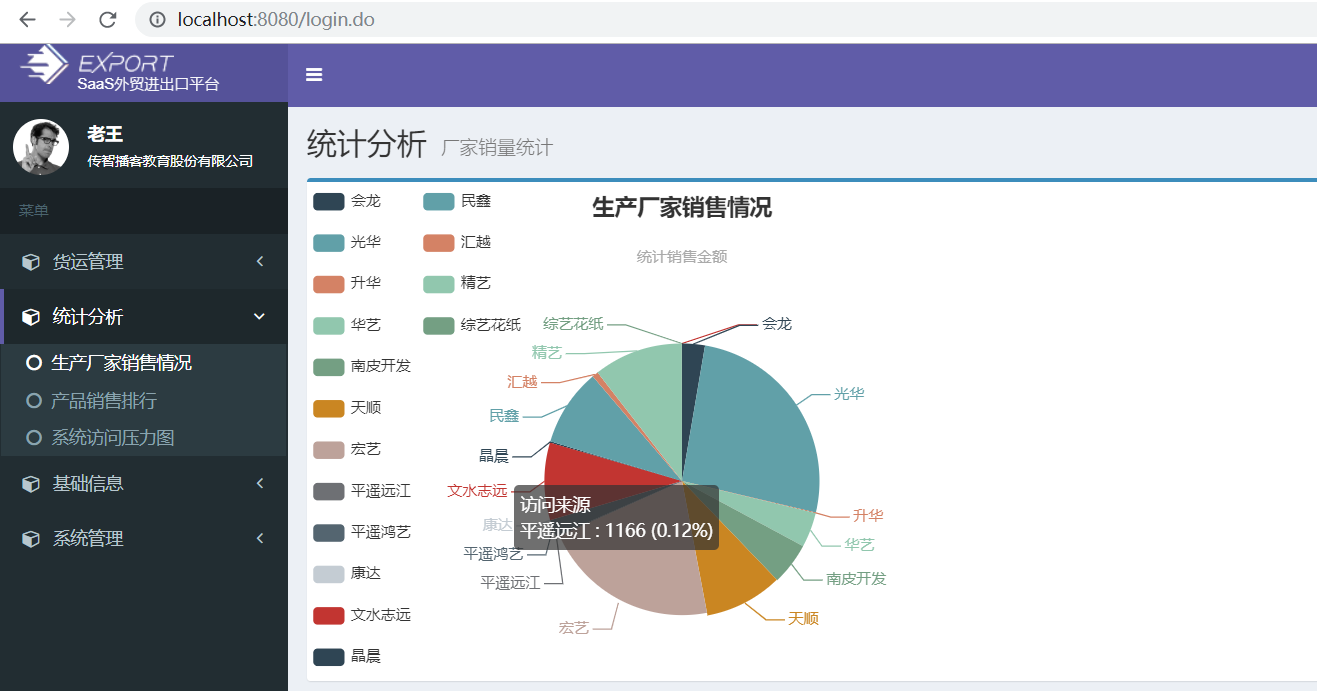 localhost:8080/login.do
EXPORT
SaaS外贸进出口平台
老王
传智播客教育股份有限公司
菜单
货运管理
统计分析
生产厂家销售情况
产品销售排行
系统访问压力图
基础信息
系统管理
统计分析 厂家销量统计
生产厂家销售情况
统计销售金额
会龙
光华
升华
华艺
南皮开发
天顺
宏艺
平遥远江
平遥鸿艺
康达
文水志远
晶晨
民鑫
汇越
精艺
综艺花纸
综艺花纸
会龙
精艺
汇越
光华
民鑫
晶晨
文水志远
访问来源
平遥远江 : 1166 (0.12%)
升华
康达
华艺
平遥鸿艺
南皮开发
平遥远江
天顺
宏艺